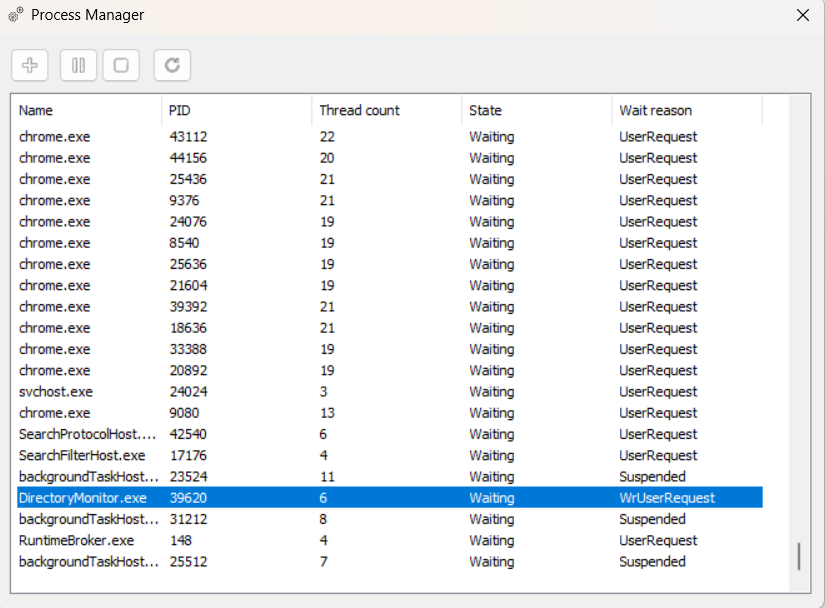 Process Manager
Name PID Thread count State Wait reason
chrome.exe 43112 22 Waiting UserRequest
chrome.exe 44156 20 Waiting UserRequest
chrome.exe 25436 21 Waiting UserRequest
chrome.exe 9376 21 Waiting UserRequest
chrome.exe 24076 19 Waiting UserRequest
chrome.exe 8540 19 Waiting UserRequest
chrome.exe 25636 19 Waiting UserRequest
chrome.exe 21604 19 Waiting UserRequest
chrome.exe 39392 21 Waiting UserRequest
chrome.exe 18636 21 Waiting UserRequest
chrome.exe 33388 19 Waiting UserRequest
chrome.exe 20892 19 Waiting UserRequest
svchost.exe 24024 3 Waiting UserRequest
chrome.exe 9080 13 Waiting UserRequest
SearchProtocolHost.... 42540 6 Waiting UserRequest
SearchFilterHost.exe 17176 4 Waiting UserRequest
backgroundTaskHost... 23524 11 Waiting Suspended
DirectoryMonitor.exe 39620 6 Waiting WrUserRequest
backgroundTaskHost... 31212 8 Waiting Suspended
RuntimeBroker.exe 148 4 Waiting UserRequest
backgroundTaskHost... 25512 7 Waiting Suspended